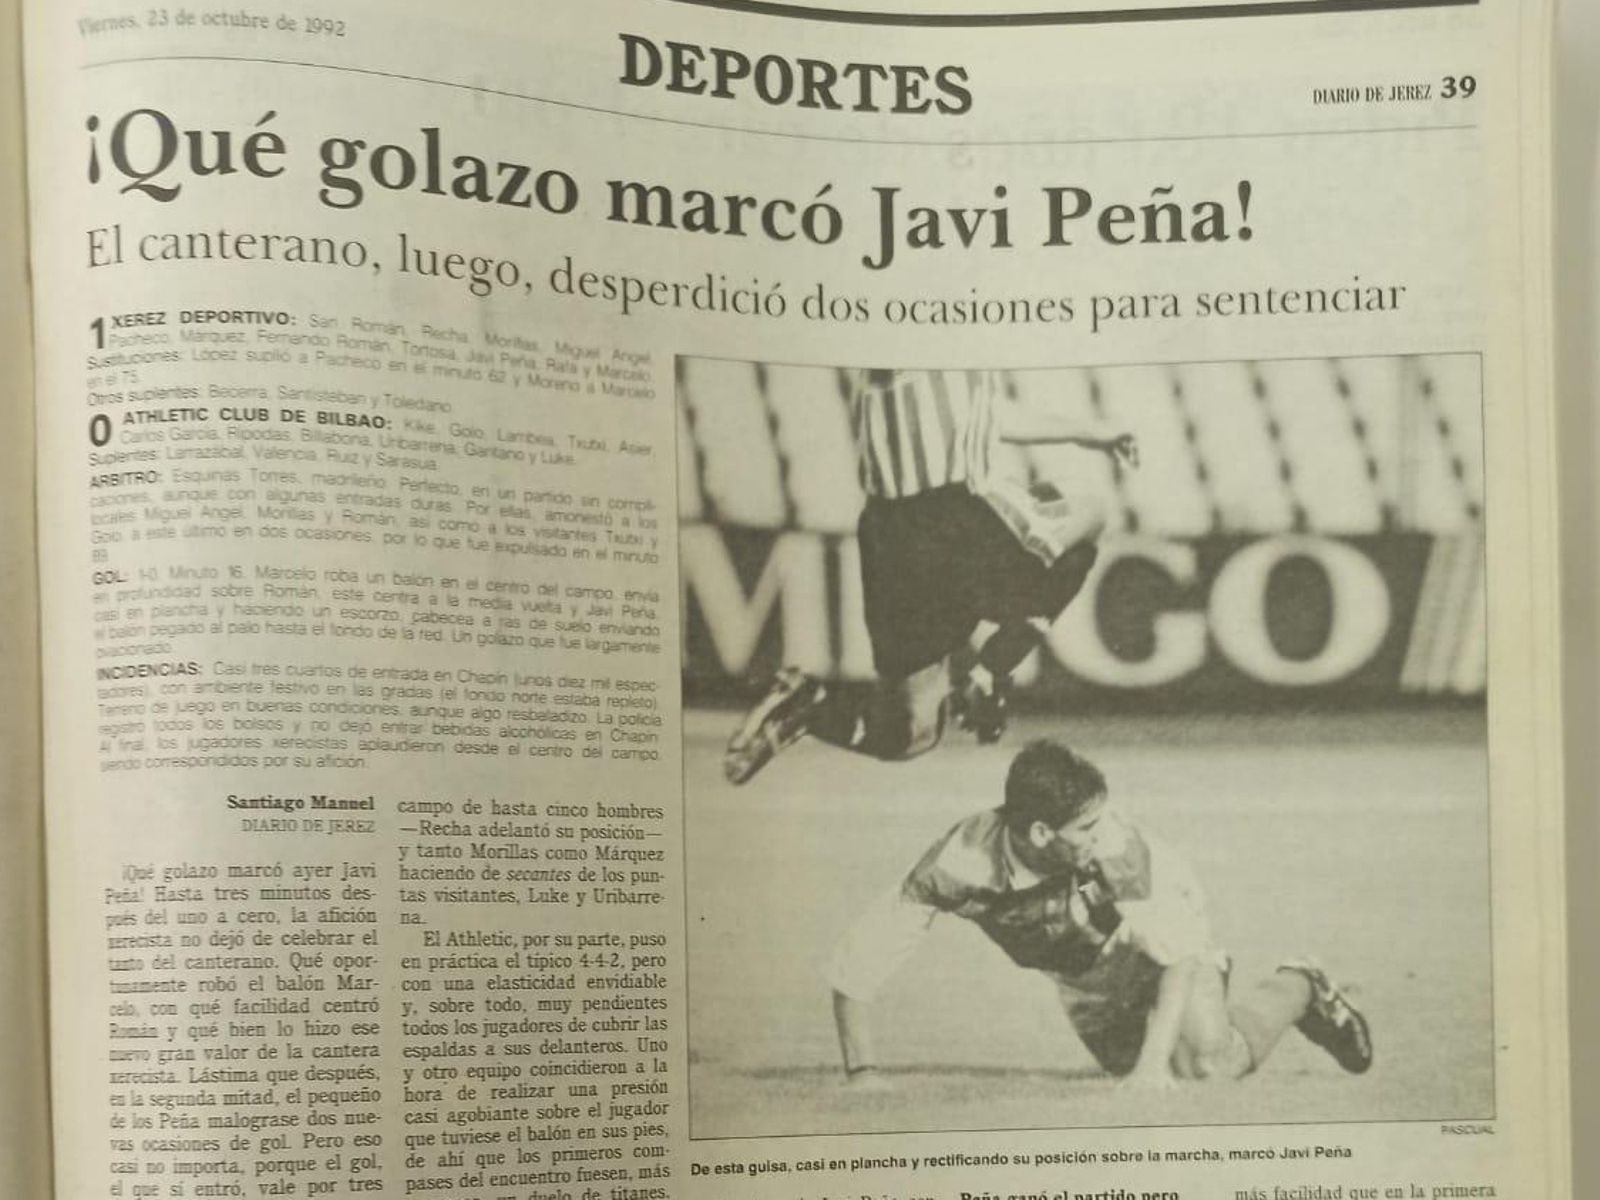 Viernes, 23 de octubre de 1992
DEPORTES
DIARIO DE JEREZ 39
¡Qué golazo marcó Javi Peña!
El canterano, luego, desperdició dos ocasiones para sentenciar
1 XEREZ DEPORTIVO: San Román, Recha, Morillas, Miguel Angel,
Pacheco, Márquez, Fernando Román, Tortosa, Javi Peña, Rafa y Marcelo.
Sustituciones: López suplió a Pacheco en el minuto 62 y Moreno a Marcelo
en el 75.
Otros suplentes: Becerra, Santisteban y Toledano.
0 ATHLETIC CLUB DE BILBAO: Kike, Goio, Lambea, Txutxi, Asier,
Carlos García, Ripodas, Billabona, Uribarrena, Garitano y Luke.
Suplentes: Larrazábal, Valencia, Ruiz y Sarasua.
ARBITRO: Esquinas Torres, madrileño. Perfecto, en un partido sin compli-
caciones, aunque con algunas entradas duras. Por ellas, amonestó a los
locales Miguel Angel, Morillas y Román, así como a los visitantes Txutxi y
Goio, a este último en dos ocasiones, por lo que fue expulsado en el minuto
89.
GOL: 1-0. Minuto 16. Marcelo roba un balón en el centro del campo, envía
en profundidad sobre Román, este centra a la media vuelta y Javi Peña,
casi en plancha y haciendo un escorzo, cabecea a ras de suelo enviando
el balón pegado al palo hasta el fondo de la red. Un golazo que fue largamente
ovacionado.
INCIDENCIAS: Casi tres cuartos de entrada en Chapín (unos diez mil espec-
tadores), con ambiente festivo en las gradas (el fondo norte estaba repleto).
Terreno de juego en buenas condiciones, aunque algo resbaladizo. La policía
registró todos los bolsos y no dejó entrar bebidas alcohólicas en Chapín.
Al final, los jugadores xerecistas aplaudieron desde el centro del campo,
siendo correspondidos por su afición.
Santiago Manuel
DIARIO DE JEREZ
¡Qué golazo marcó ayer Javi
Peña! Hasta tres minutos des-
pués del uno a cero, la afición
xerecista no dejó de celebrar el
tanto del canterano. Qué opor-
tunamente robó el balón Mar-
celo, con qué facilidad centró
Román y qué bien lo hizo ese
nuevo gran valor de la cantera
xerecista. Lástima que después,
en la segunda mitad, el pequeño
de los Peña malograse dos nue-
vas ocasiones de gol. Pero eso
casi no importa, porque el gol,
el que sí entró, vale por tres
campo de hasta cinco hombres
—Recha adelantó su posición—
y tanto Morillas como Márquez
haciendo de secantes de los pun-
tas visitantes, Luke y Uribarre-
na.
El Athletic, por su parte, puso
en práctica el típico 4-4-2, pero
con una elasticidad envidiable
y, sobre todo, muy pendientes
todos los jugadores de cubrir las
espaldas a sus delanteros. Uno
y otro equipo coincidieron a la
hora de realizar una presión
casi agobiante sobre el jugador
que tuviese el balón en sus pies,
de ahí que los primeros com-
pases del encuentro fuesen, más
un duelo de titanes.
GO
PASCUAL
De esta guisa, casi en plancha y rectificando su posición sobre la marcha, marcó Javi Peña
Peña ganó el partido pero
más facilidad que en la primera